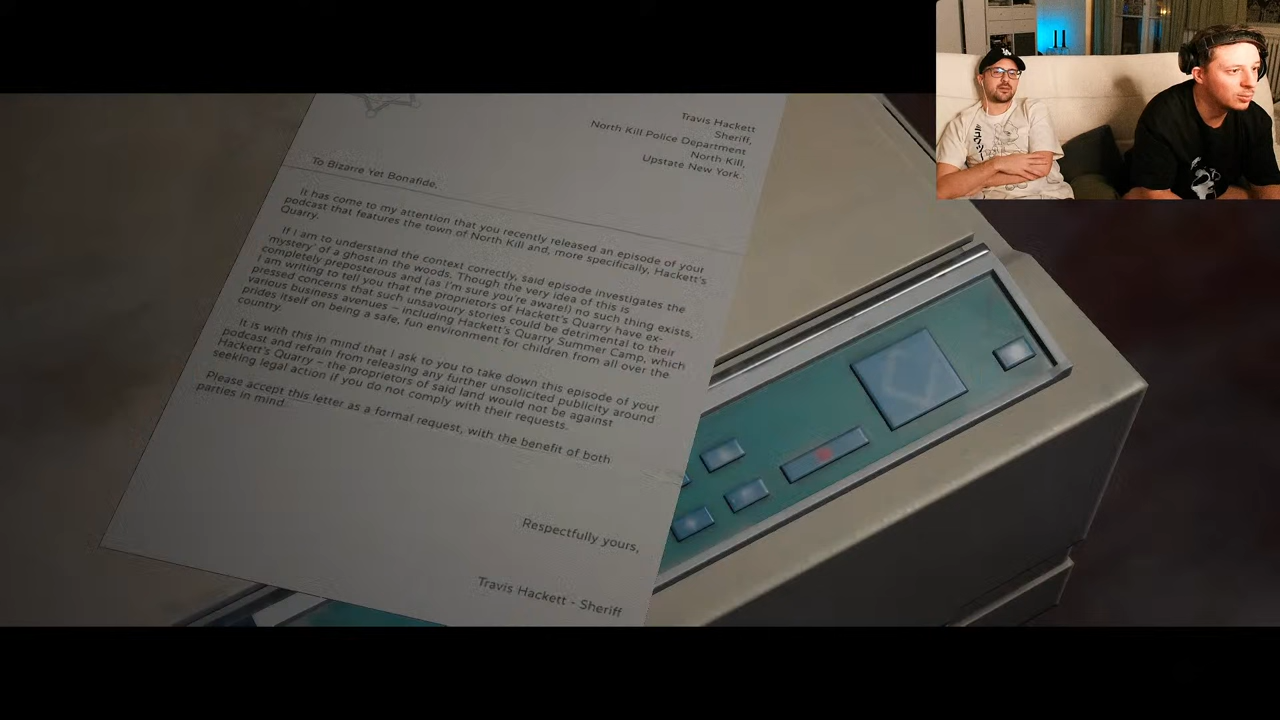 Travis Hackett
Sheriff,
North Kill Police Department
North Kill,
Upstate New York.
To Bizarre Yet Bonafide,
It has come to my attention that you recently released an episode of your
podcast that features the town of North Kill and, more specifically, Hackett's
Quarry.
If I am to understand the context correctly, said episode investigates the
'mystery' of a ghost in the woods. Though the very idea of this is
completely preposterous and (as I'm sure you're aware!) no such thing exists,
I am writing to tell you that the proprietors of Hackett's Quarry have ex-
pressed concerns that such unsavoury stories could be detrimental to their
various business avenues – including Hackett's Quarry Summer Camp, which
prides itself on being a safe, fun environment for children from all over the
country.
It is with this in mind that I ask to you to take down this episode of your
podcast and refrain from releasing any further unsolicited publicity around
Hackett's Quarry – the proprietors of said land would not be against
seeking legal action if you do not comply with their requests.
Please accept this letter as a formal request, with the benefit of both
parties in mind.
Respectfully yours,
Travis Hackett - Sheriff